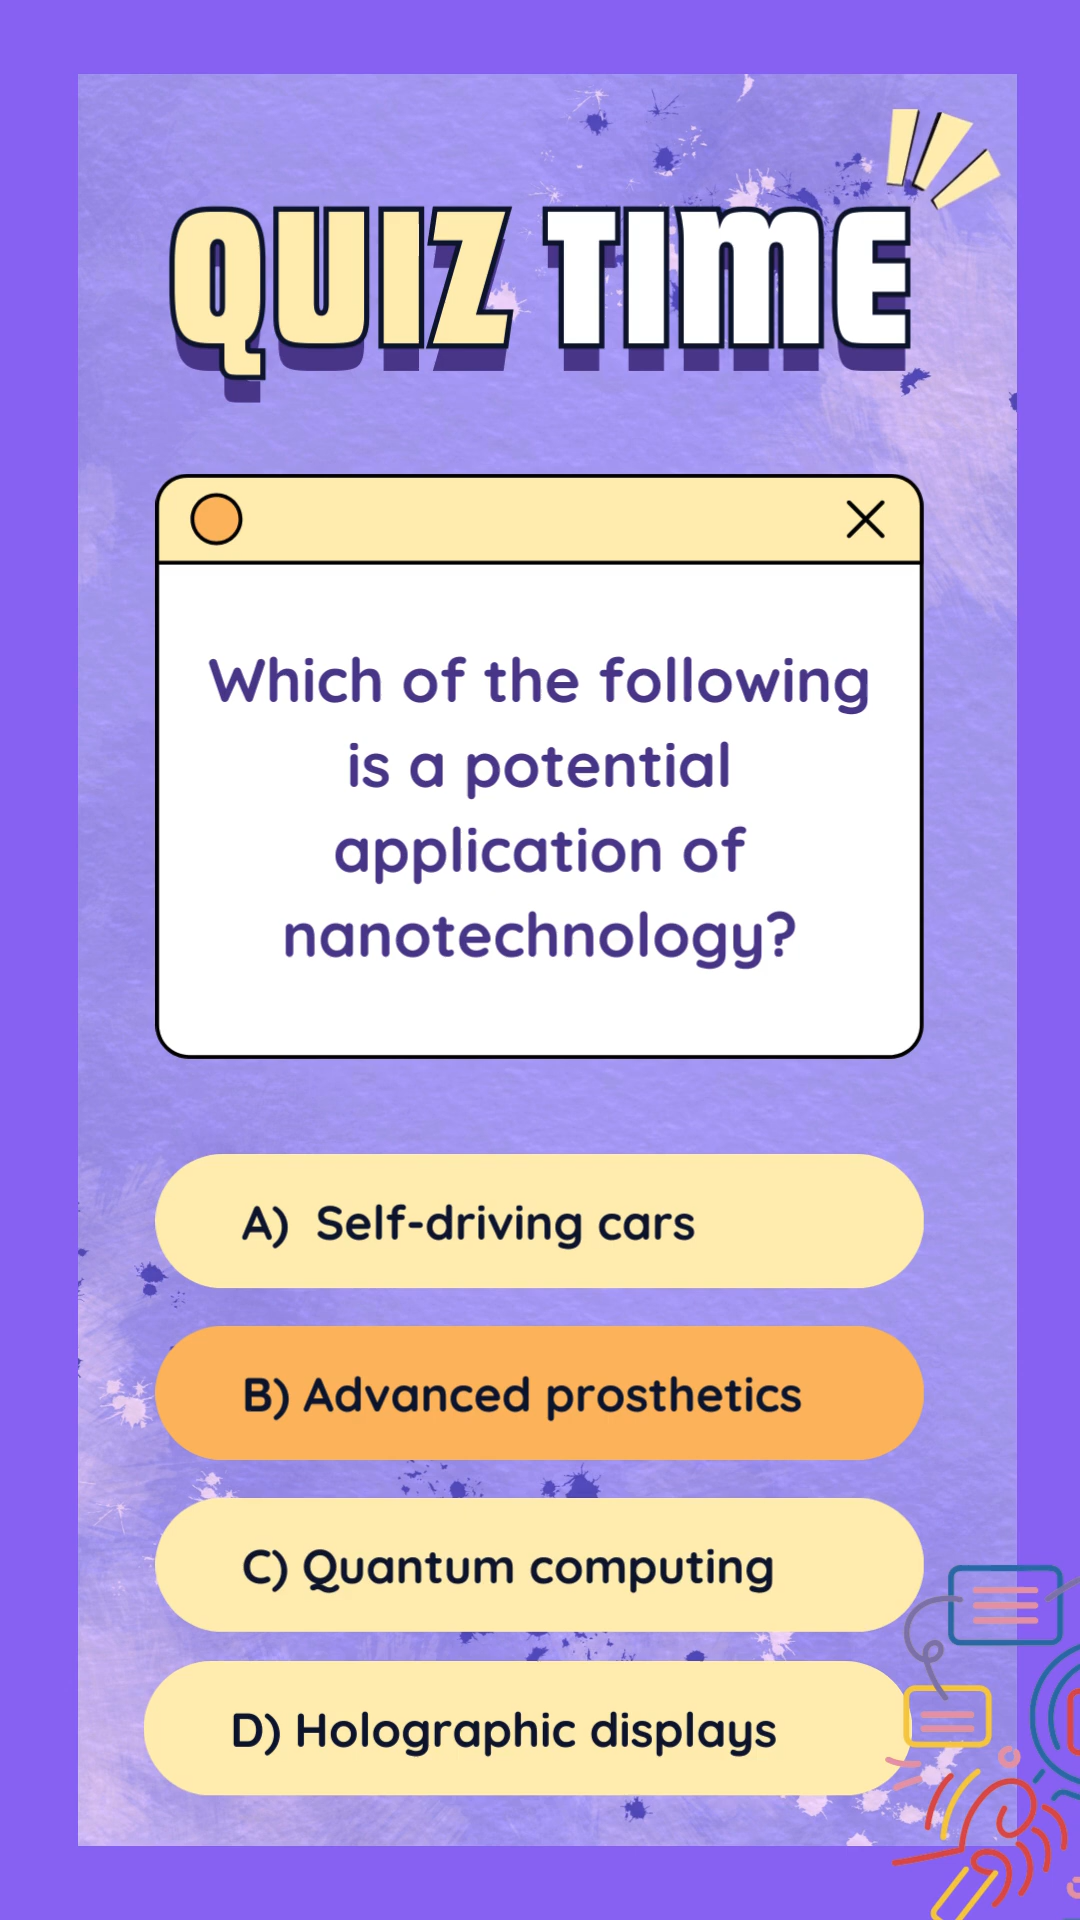 QUIZ TIME
Which of the following
is a potential
application of
nanotechnology?
A) Self-driving cars
B) Advanced prosthetics
C) Quantum computing
D) Holographic displays